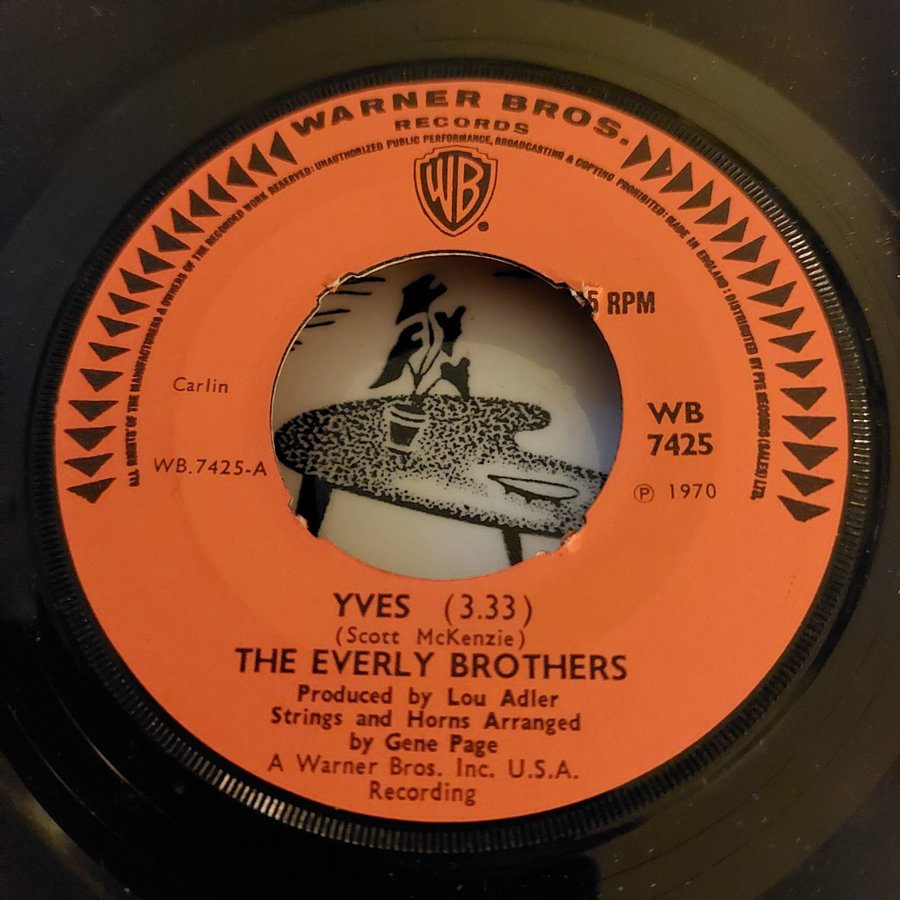 WARNER BROS.
RECORDS
ALL RIGHTS OF THE MANUFACTURERS & OWNERS OF THE RECORDED WORK RESERVED: UNAUTHORIZED PUBLIC PERFORMANCE, BROADCASTING & COPYING PROHIBITED: MADE IN ENGLAND: DISTRIBUTED BY PYE RECORDS (SALES) LTD.
WB
5 RPM
Carlin
WB
7425
WB.7425-A
℗ 1970
YVES (3.33)
(Scott McKenzie)
THE EVERLY BROTHERS
Produced by Lou Adler
Strings and Horns Arranged
by Gene Page
A Warner Bros. Inc. U.S.A.
Recording